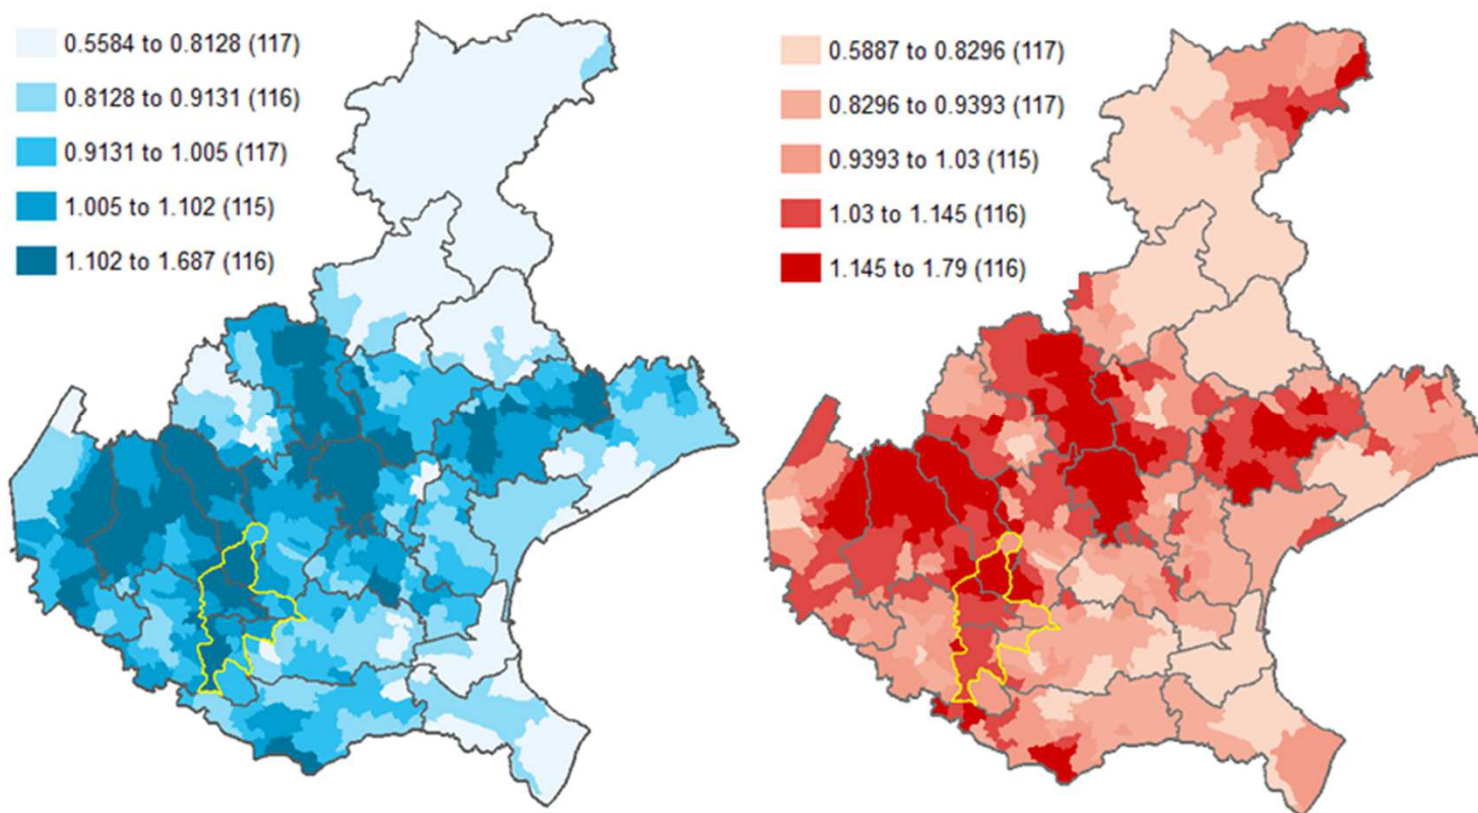 0.5584 to 0.8128 (117)
0.8128 to 0.9131 (116)
0.9131 to 1.005 (117)
1.005 to 1.102 (115)
1.102 to 1.687 (116)
0.5887 to 0.8296 (117)
0.8296 to 0.9393 (117)
0.9393 to 1.03 (115)
1.03 to 1.145 (116)
1.145 to 1.79 (116)